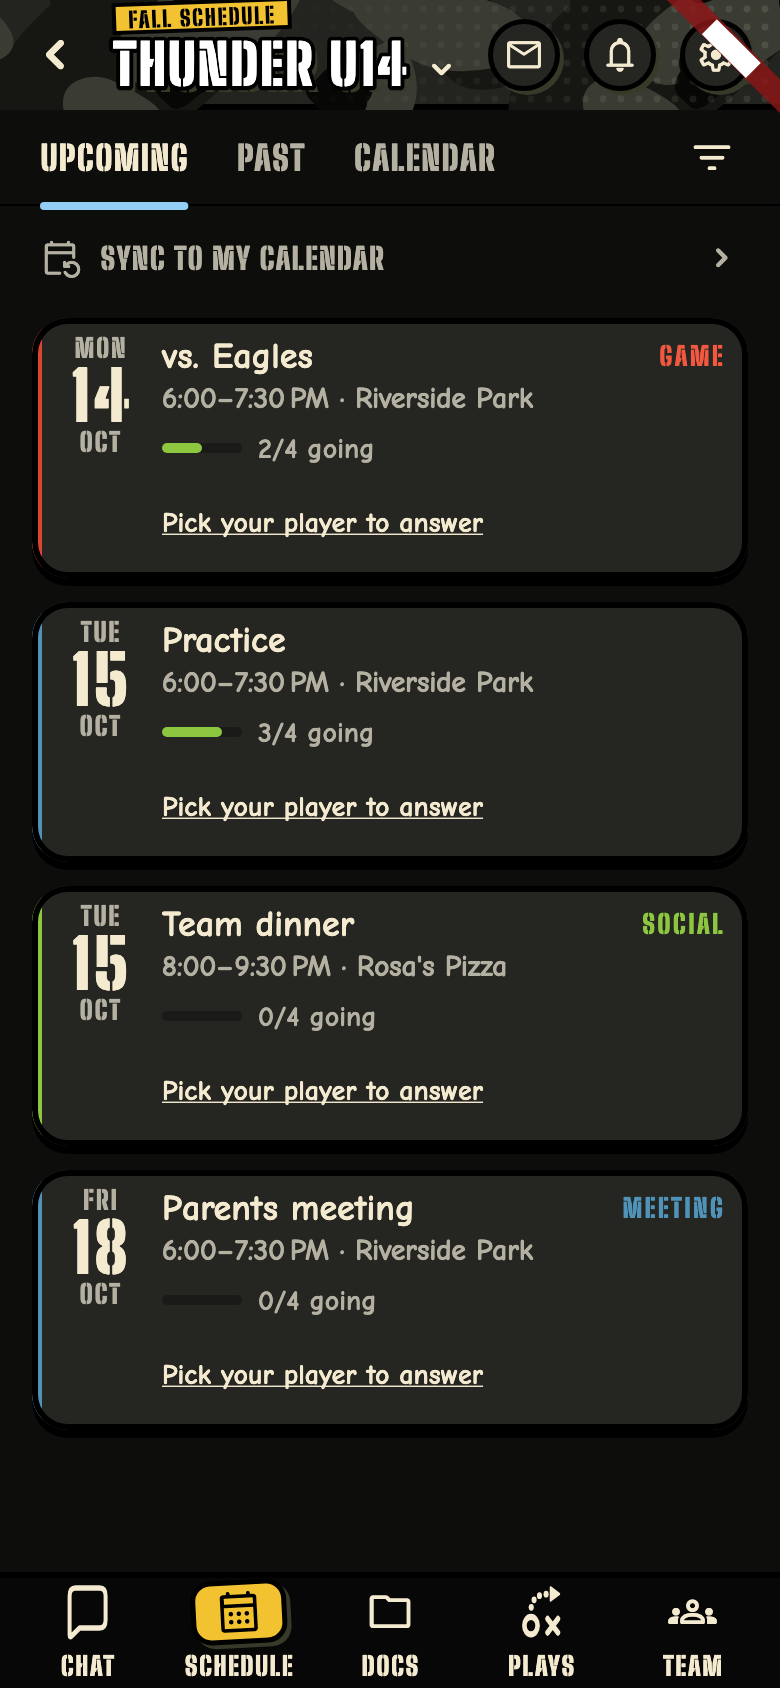 FALL SCHEDULE
THUNDER U14
UPCOMING PAST CALENDAR
SYNC TO MY CALENDAR
MON
14
OCT
vs. Eagles
GAME
6:00–7:30 PM · Riverside Park
2/4 going
Pick your player to answer
TUE
15
OCT
Practice
6:00–7:30 PM · Riverside Park
3/4 going
Pick your player to answer
TUE
15
OCT
Team dinner
SOCIAL
8:00–9:30 PM · Rosa's Pizza
0/4 going
Pick your player to answer
FRI
18
OCT
Parents meeting
MEETING
6:00–7:30 PM · Riverside Park
0/4 going
Pick your player to answer
CHAT SCHEDULE DOCS PLAYS TEAM